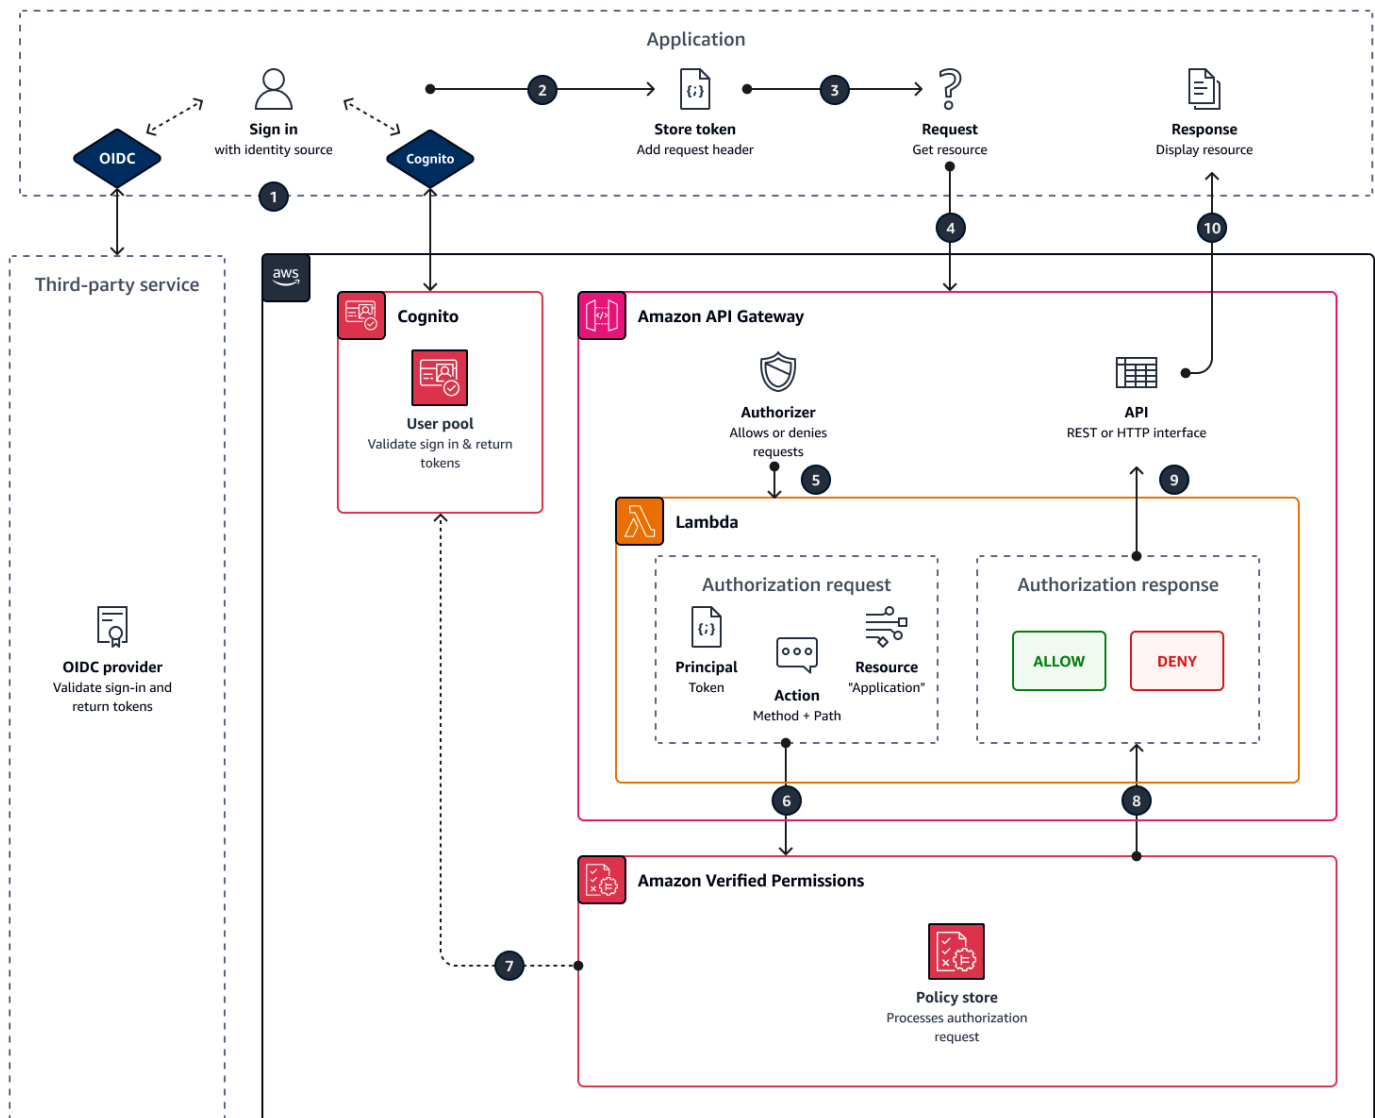 Application
2
3
{;}
Sign in
with identity source
Store token
Add request header
Request
Get resource
Response
Display resource
OIDC
Cognito
1
4
10
Third-party service
aws
Cognito
Amazon API Gateway
User pool
Validate sign in & return
tokens
Authorizer
Allows or denies
requests
API
REST or HTTP interface
5
9
Lambda
Authorization request
Authorization response
{;}
Principal
Token
Action
Method + Path
Resource
"Application"
ALLOW
DENY
OIDC provider
Validate sign-in and
return tokens
6
8
Amazon Verified Permissions
7
Policy store
Processes authorization
request